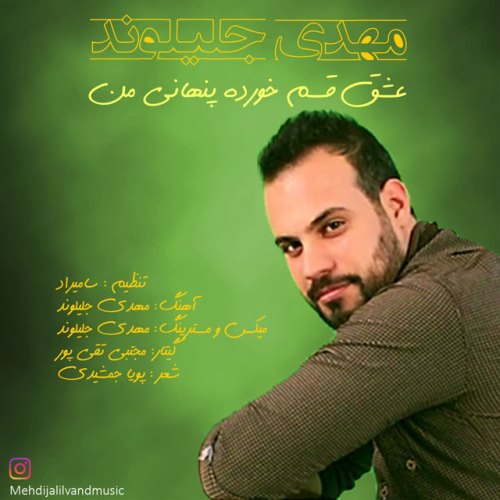 مهدی جلیلوند
عشق قسم خورده پنهانی من
تنظیم : سامیراد
آهنگ : مهدی جلیلوند
میکس و مسترینگ : مهدی جلیلوند
گیتار : مجتبی تقی پور
شعر : پویا جمشیدی
Mehdijalilvandmusic